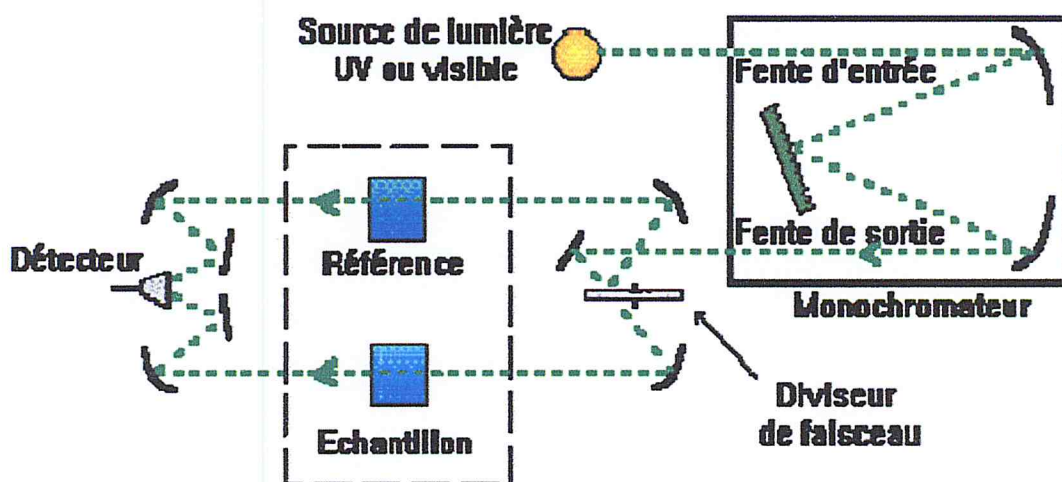 Source de lumière
UV ou visible
Fente d'entrée
Fente de sortie
Détecteur
Référence
Monochromateur
Echantillon
Diviseur
de faisceau